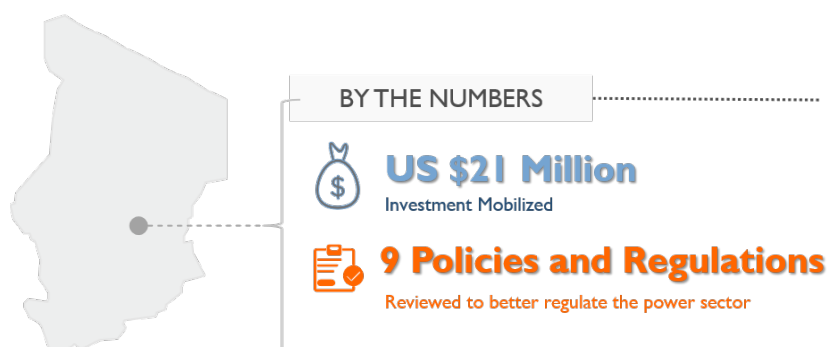 BY THE NUMBERS
$
US $21 Million
Investment Mobilized
9 Policies and Regulations
Reviewed to better regulate the power sector